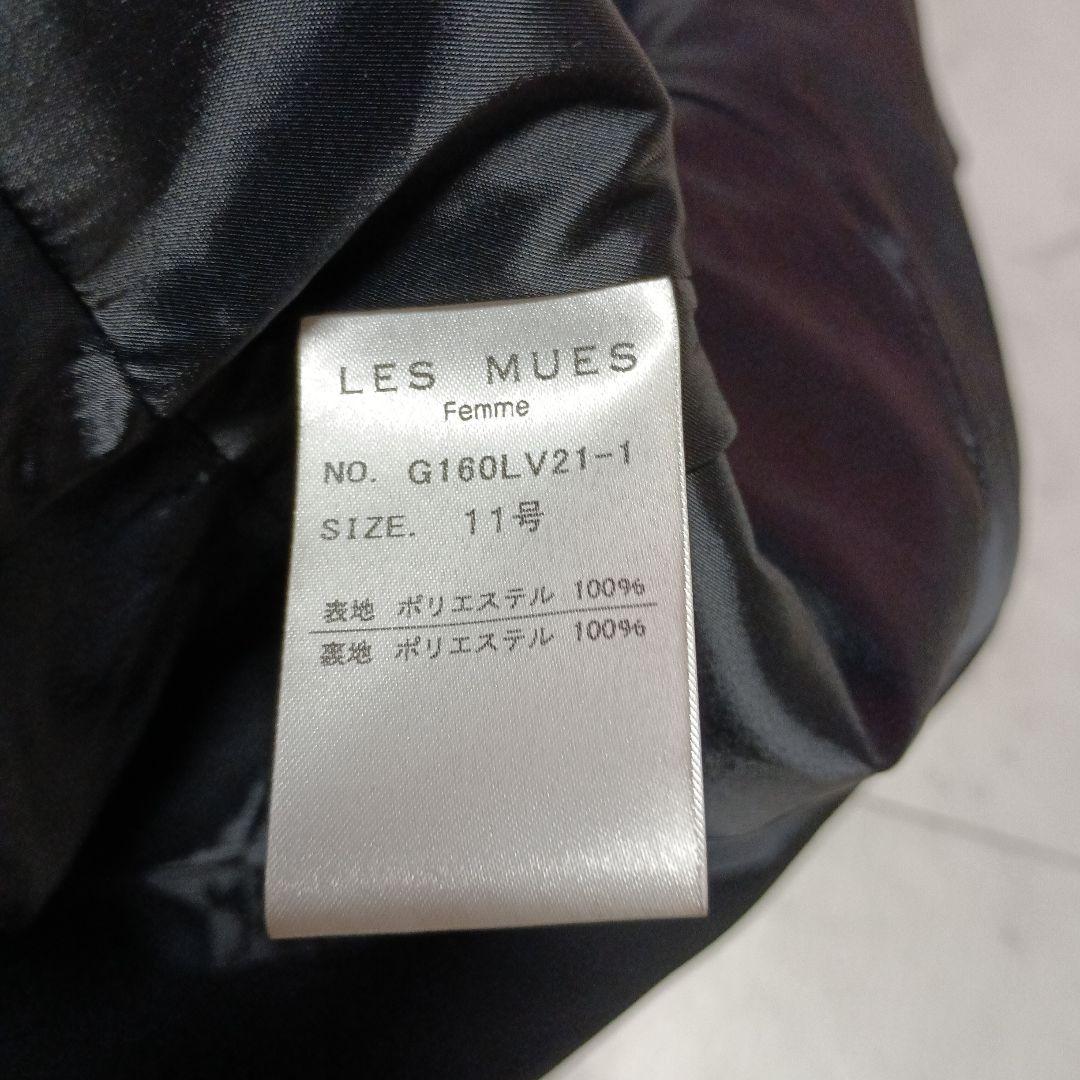 LES MUES
Femme
NO. G160LV21-1
SIZE. 11号
表地 ポリエステル 100%
裏地 ポリエステル 100%